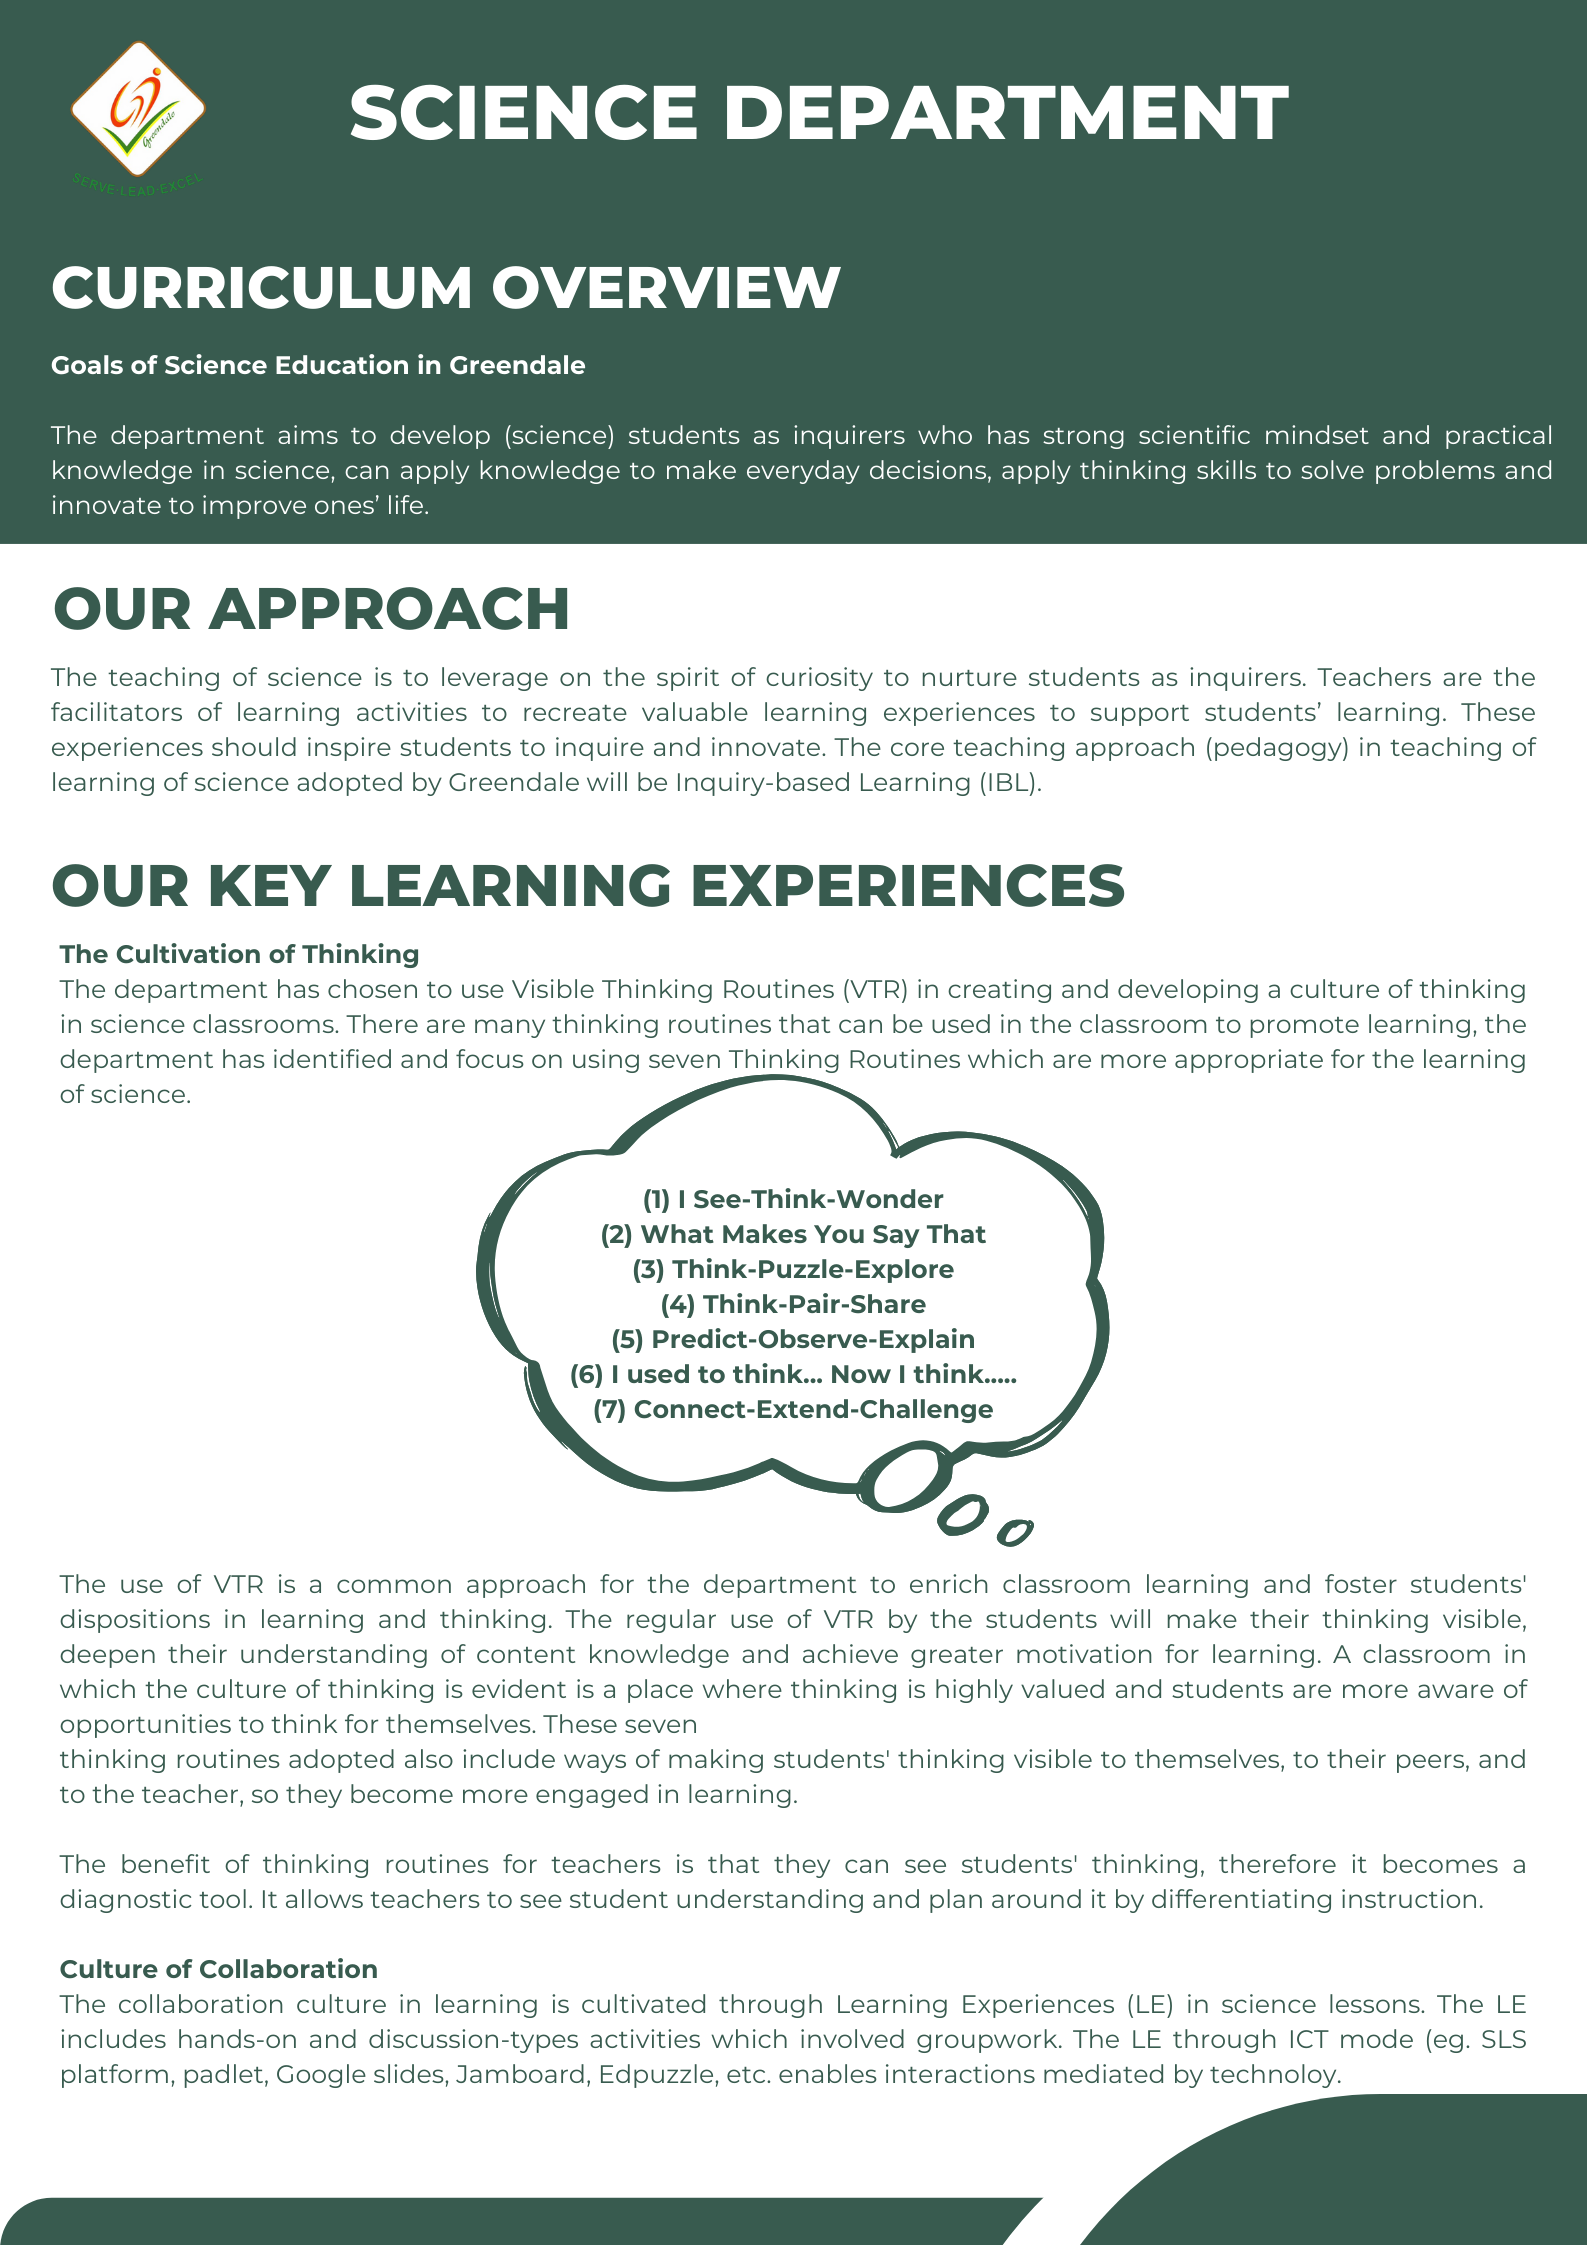 Greendale
SERVE·LEAD·EXCEL
SCIENCE DEPARTMENT
CURRICULUM OVERVIEW
Goals of Science Education in Greendale
The department aims to develop (science) students as inquirers who has strong scientific mindset and practical
knowledge in science, can apply knowledge to make everyday decisions, apply thinking skills to solve problems and
innovate to improve ones’ life.
OUR APPROACH
The teaching of science is to leverage on the spirit of curiosity to nurture students as inquirers. Teachers are the
facilitators of learning activities to recreate valuable learning experiences to support students’ learning. These
experiences should inspire students to inquire and innovate. The core teaching approach (pedagogy) in teaching of
learning of science adopted by Greendale will be Inquiry-based Learning (IBL).
OUR KEY LEARNING EXPERIENCES
The Cultivation of Thinking
The department has chosen to use Visible Thinking Routines (VTR) in creating and developing a culture of thinking
in science classrooms. There are many thinking routines that can be used in the classroom to promote learning, the
department has identified and focus on using seven Thinking Routines which are more appropriate for the learning
of science.
(1) I See-Think-Wonder
(2) What Makes You Say That
(3) Think-Puzzle-Explore
(4) Think-Pair-Share
(5) Predict-Observe-Explain
(6) I used to think... Now I think.....
(7) Connect-Extend-Challenge
The use of VTR is a common approach for the department to enrich classroom learning and foster students'
dispositions in learning and thinking. The regular use of VTR by the students will make their thinking visible,
deepen their understanding of content knowledge and achieve greater motivation for learning. A classroom in
which the culture of thinking is evident is a place where thinking is highly valued and students are more aware of
opportunities to think for themselves. These seven
thinking routines adopted also include ways of making students' thinking visible to themselves, to their peers, and
to the teacher, so they become more engaged in learning.
The benefit of thinking routines for teachers is that they can see students' thinking, therefore it becomes a
diagnostic tool. It allows teachers to see student understanding and plan around it by differentiating instruction.
Culture of Collaboration
The collaboration culture in learning is cultivated through Learning Experiences (LE) in science lessons. The LE
includes hands-on and discussion-types activities which involved groupwork. The LE through ICT mode (eg. SLS
platform, padlet, Google slides, Jamboard, Edpuzzle, etc. enables interactions mediated by technoloy.